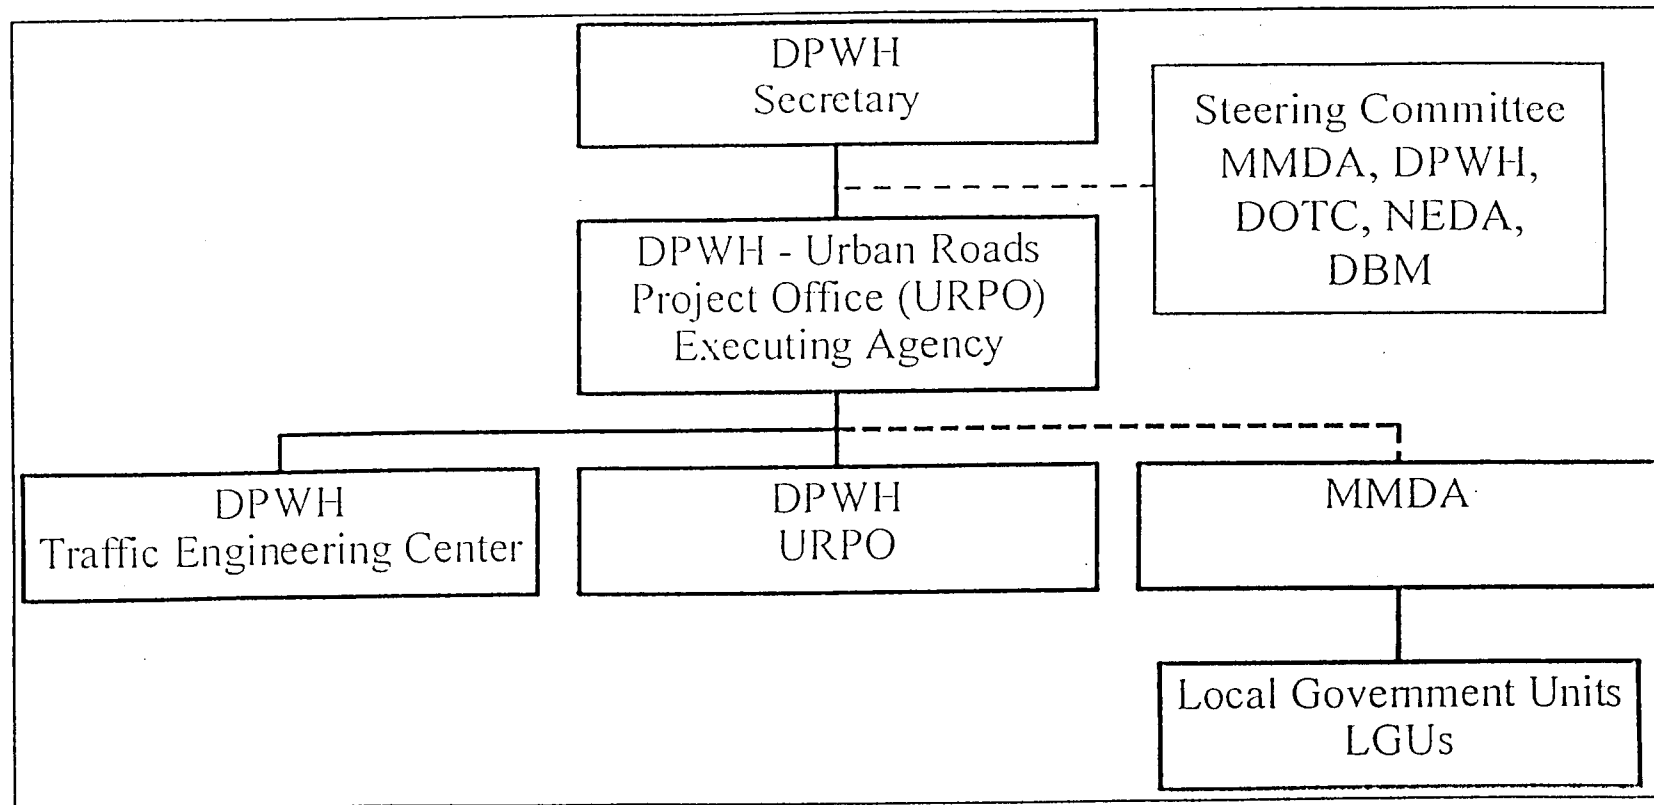 DPWH
Secretary
Steering Committee
MMDA, DPWH,
DOTC, NEDA,
DBM
DPWH - Urban Roads
Project Office (URPO)
Executing Agency
DPWH
Traffic Engineering Center
DPWH
URPO
MMDA
Local Government Units
LGUs